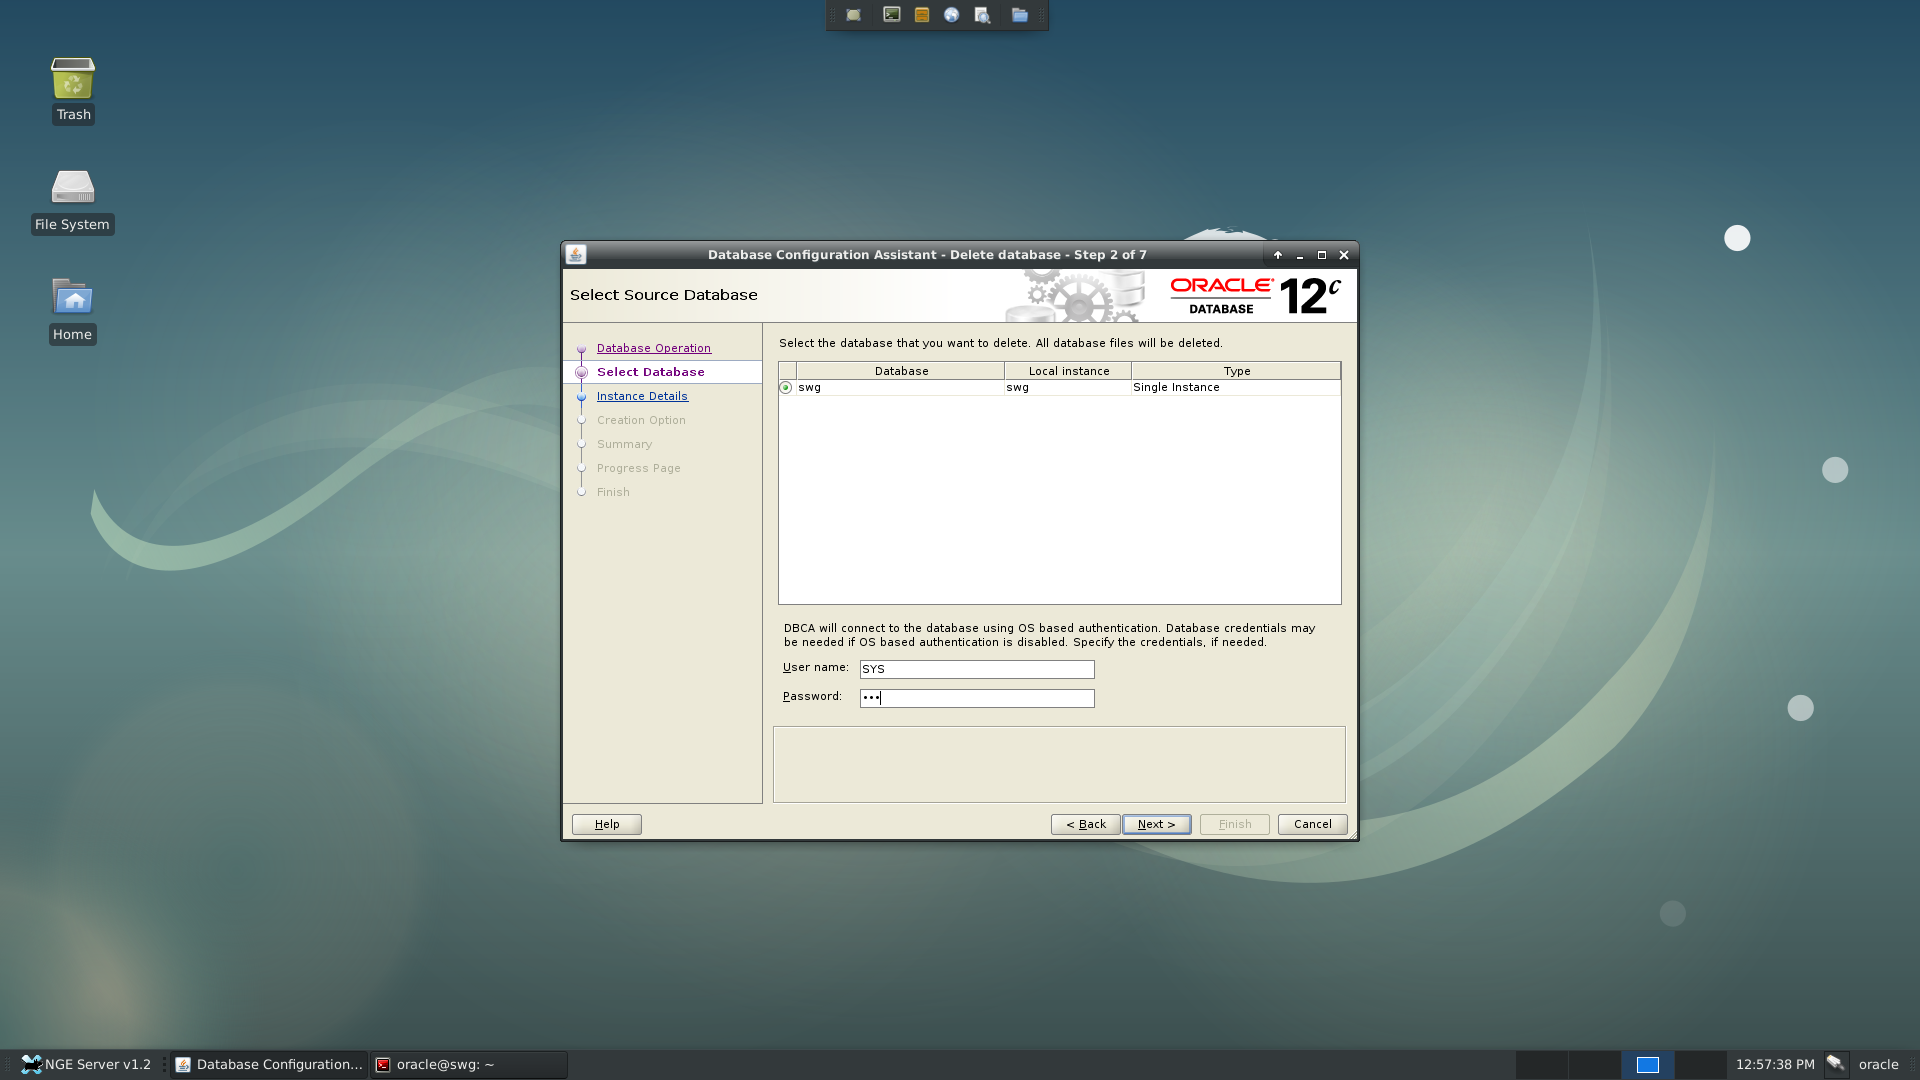 Trash
File System
Home
Database Configuration Assistant - Delete database - Step 2 of 7
Select Source Database
ORACLE
DATABASE
12c
Database Operation
Select Database
Instance Details
Creation Option
Summary
Progress Page
Finish
Select the database that you want to delete. All database files will be deleted.
Database Local instance Type
swg swg Single Instance
DBCA will connect to the database using OS based authentication. Database credentials may
be needed if OS based authentication is disabled. Specify the credentials, if needed.
User name: SYS
Password: •••
Help < Back Next > Finish Cancel
NGE Server v1.2 Database Configuration... oracle@swg: ~ 12:57:38 PM oracle